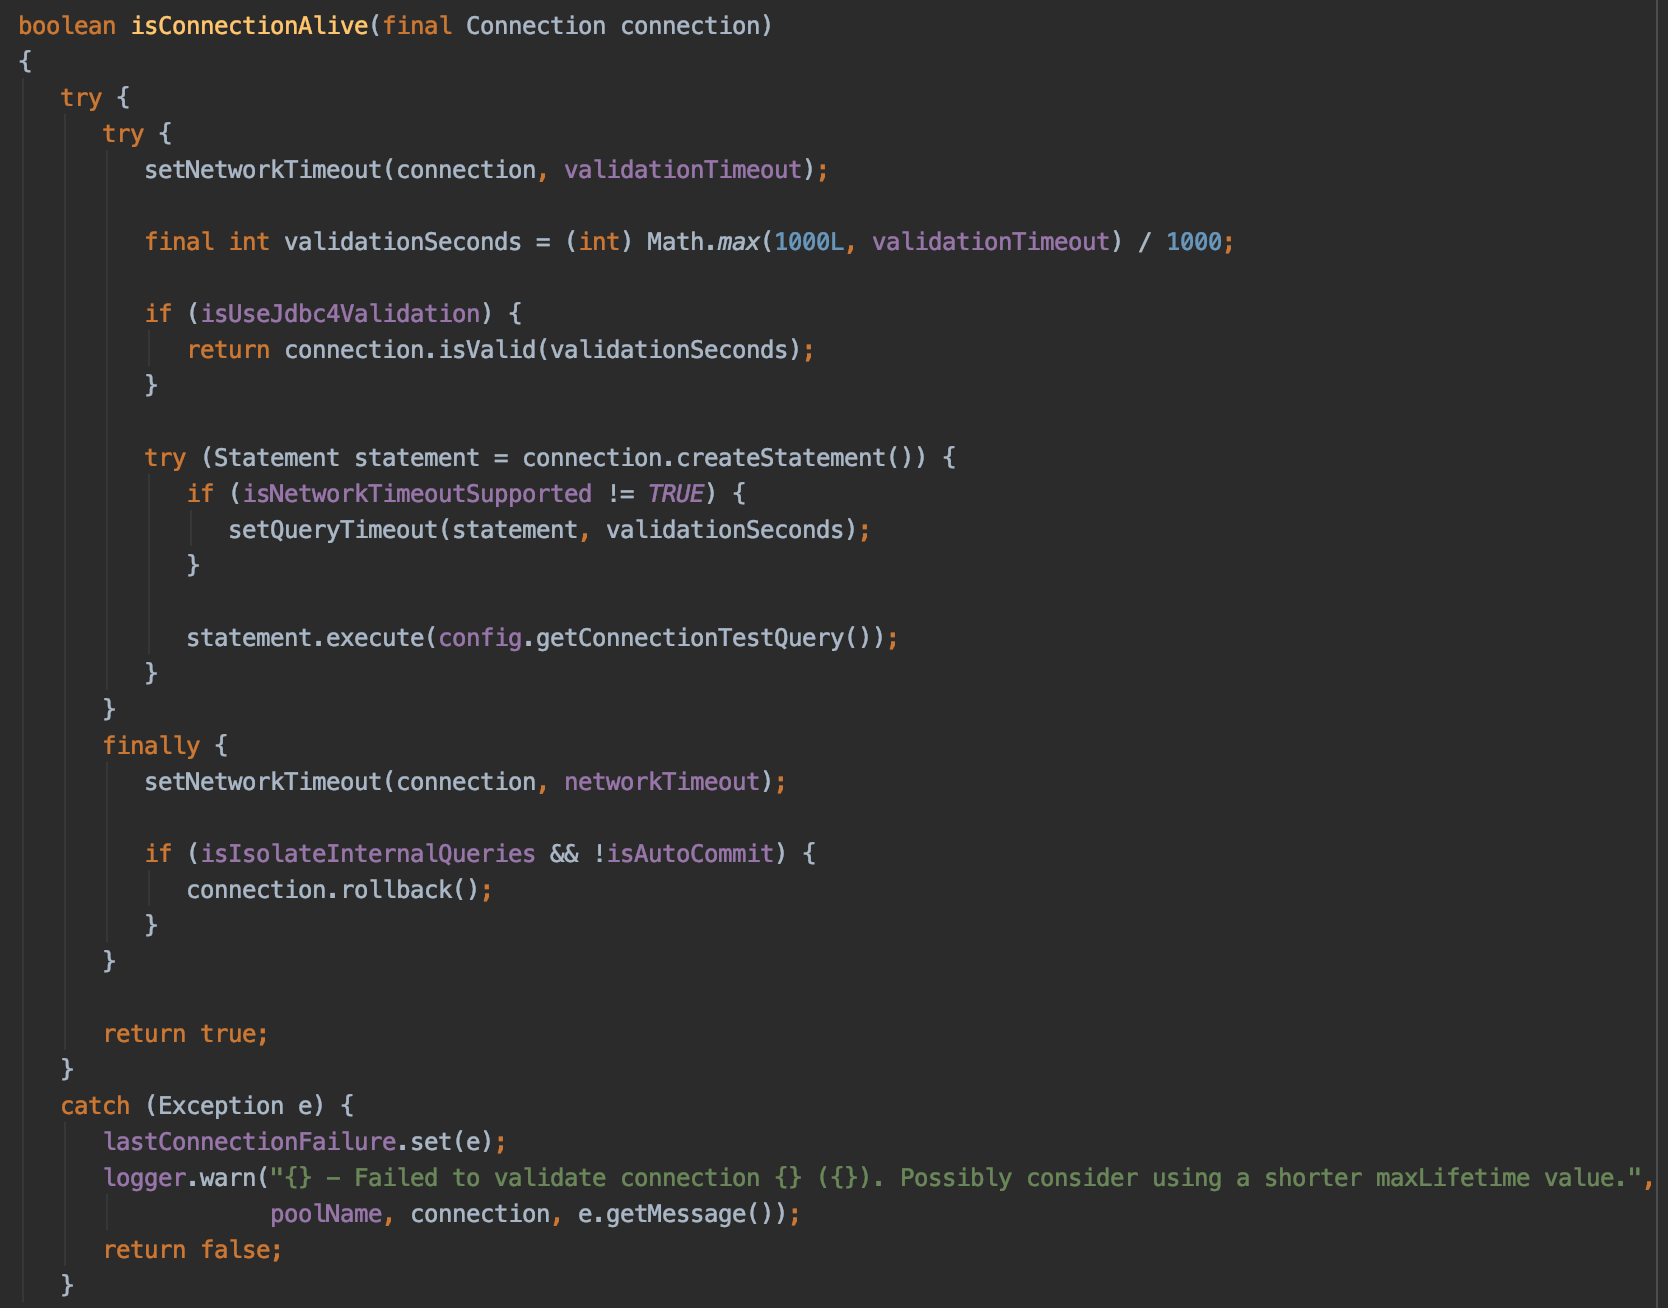 boolean isConnectionAlive(final Connection connection)
{
   try {
      try {
         setNetworkTimeout(connection, validationTimeout);

         final int validationSeconds = (int) Math.max(1000L, validationTimeout) / 1000;

         if (isUseJdbc4Validation) {
            return connection.isValid(validationSeconds);
         }

         try (Statement statement = connection.createStatement()) {
            if (isNetworkTimeoutSupported != TRUE) {
               setQueryTimeout(statement, validationSeconds);
            }

            statement.execute(config.getConnectionTestQuery());
         }
      }
      finally {
         setNetworkTimeout(connection, networkTimeout);

         if (isIsolateInternalQueries && !isAutoCommit) {
            connection.rollback();
         }
      }

      return true;
   }
   catch (Exception e) {
      lastConnectionFailure.set(e);
      logger.warn("{} - Failed to validate connection {} ({}). Possibly consider using a shorter maxLifetime value.",
                  poolName, connection, e.getMessage());
      return false;
   }